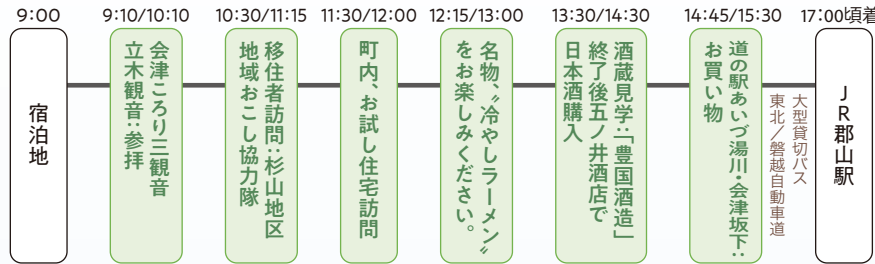 9:00
宿泊地
9:10/10:10
会津ころり三観音
立木観音:参拝
10:30/11:15
移住者訪問:杉山地区
地域おこし協力隊
11:30/12:00
町内、お試し住宅訪問
12:15/13:00
名物、〝冷やしラーメン〟
をお楽しみください。
13:30/14:30
酒蔵見学:「豊国酒造」
終了後五ノ井酒店で
日本酒購入
14:45/15:30
道の駅あいづ湯川・会津坂下:
お買い物
大型貸切バス
東北/磐越自動車道
17:00頃着
JR郡山駅